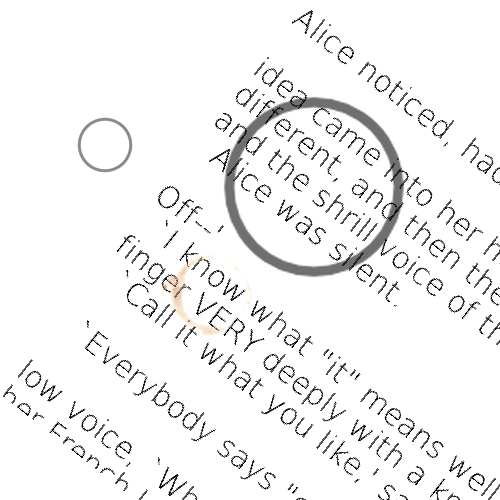 Alice noticed, had
idea came into her h
different, and then the
and the shrill voice of th
Alice was silent.
Off--'
`I know what "it" means well
finger VERY deeply with a kn
`Call it what you like,' s
`Everybody says "
low voice, `Wh
her French l